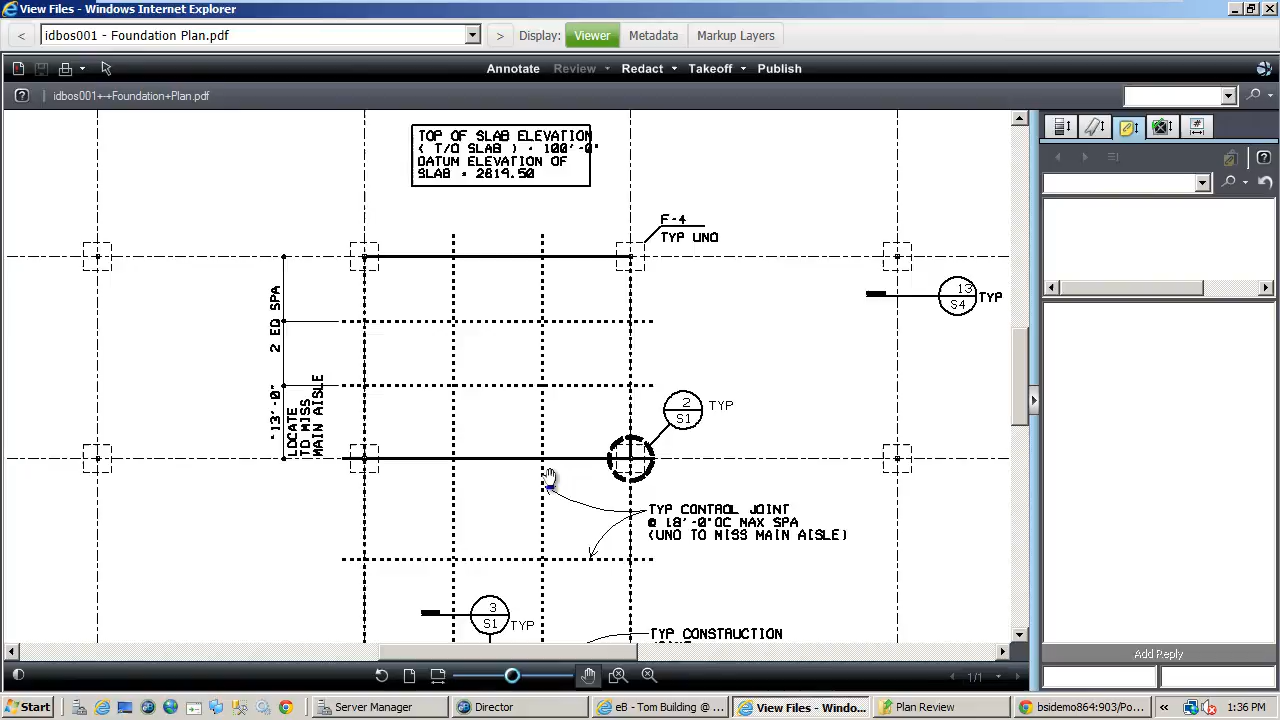 View Files - Windows Internet Explorer
< idbos001 - Foundation Plan.pdf > Display: Viewer Metadata Markup Layers
Annotate Review Redact Takeoff Publish
idbos001++Foundation+Plan.pdf
TOP OF SLAB ELEVATION
( T/O SLAB ) = 100'-0"
DATUM ELEVATION OF
SLAB = 2619.50
F-4
TYP UNO
13
S4
TYP
2 EQ SPA
"13'-0"
LOCATE
TO MISS
MAIN AISLE
2
S1
TYP
TYP CONTROL JOINT
@ 18'-0"OC MAX SPA
(UNO TO MISS MAIN AISLE)
3
S1
TYP
TYP CONSTRUCTION
Add Reply
1/1
Start Server Manager Director eB - Tom Building @ ... View Files - Windo... Plan Review bsidemo864:903/Po... « 1:36 PM